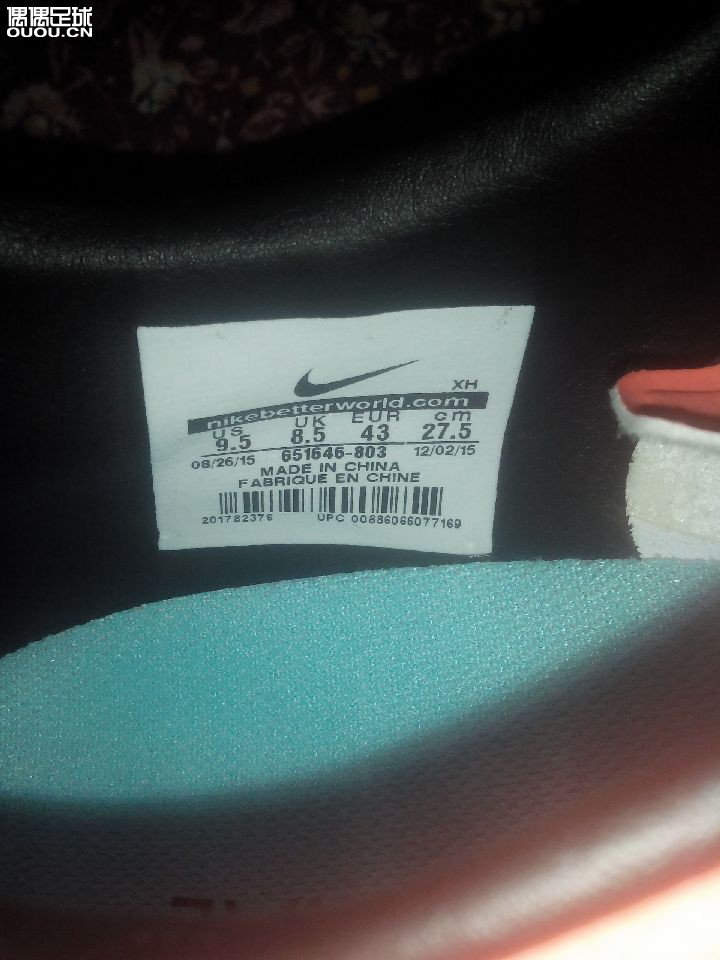 偶偶足球
OUOU.CN
XH
nikebetterworld.com
US UK EUR cm
9.5 8.5 43 27.5
08/26/15 651646-803 12/02/15
MADE IN CHINA
FABRIQUE EN CHINE
201782376 UPC 00886066077169